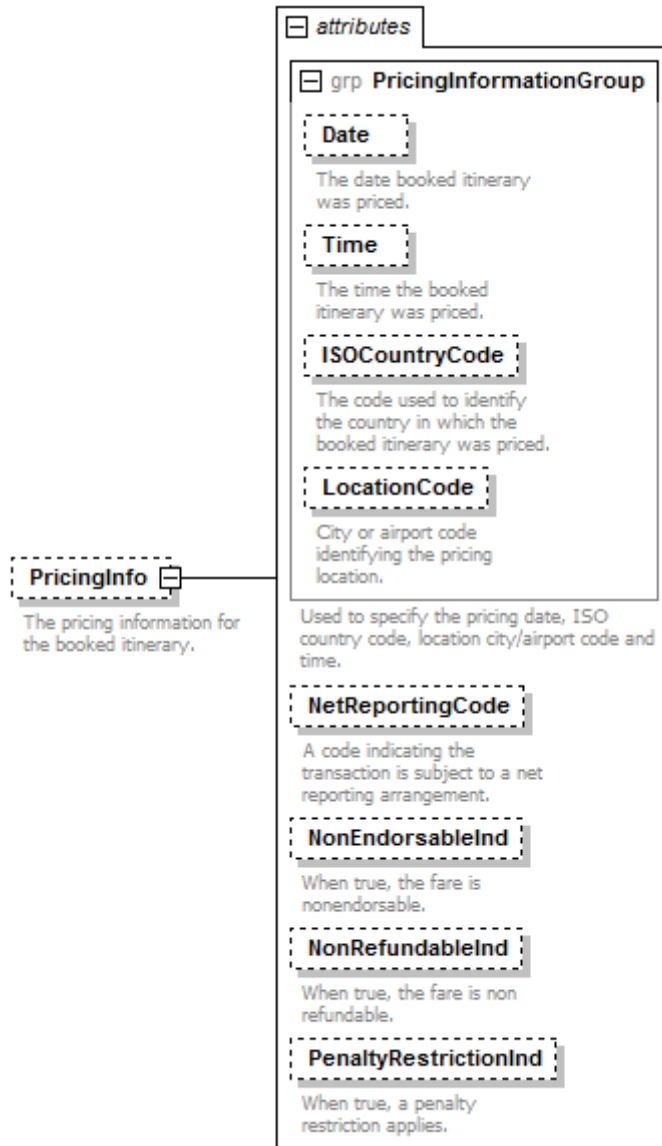 attributes
grp PricingInformationGroup
Date
The date booked itinerary
was priced.
Time
The time the booked
itinerary was priced.
ISOCountryCode
The code used to identify
the country in which the
booked itinerary was priced.
LocationCode
City or airport code
identifying the pricing
location.
PricingInfo
The pricing information for
the booked itinerary.
Used to specify the pricing date, ISO
country code, location city/airport code and
time.
NetReportingCode
A code indicating the
transaction is subject to a net
reporting arrangement.
NonEndorsableInd
When true, the fare is
nonendorsable.
NonRefundableInd
When true, the fare is non
refundable.
PenaltyRestrictionInd
When true, a penalty
restriction applies.